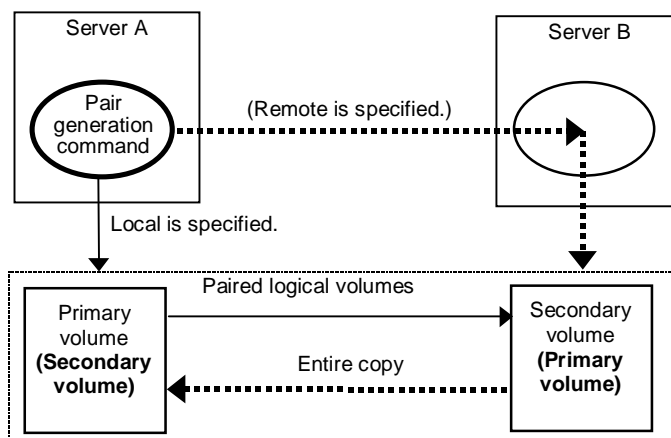 Server A
Server B
Pair
generation
command
(Remote is specified.)
Local is specified.
Paired logical volumes
Primary
volume
(Secondary
volume)
Secondary
volume
(Primary
volume)
Entire copy